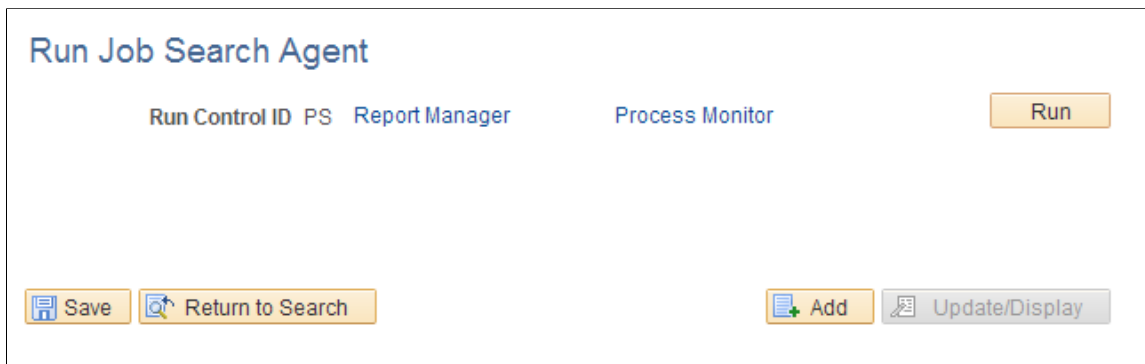 Run Job Search Agent
Run Control ID PS Report Manager Process Monitor Run
Save Return to Search Add Update/Display